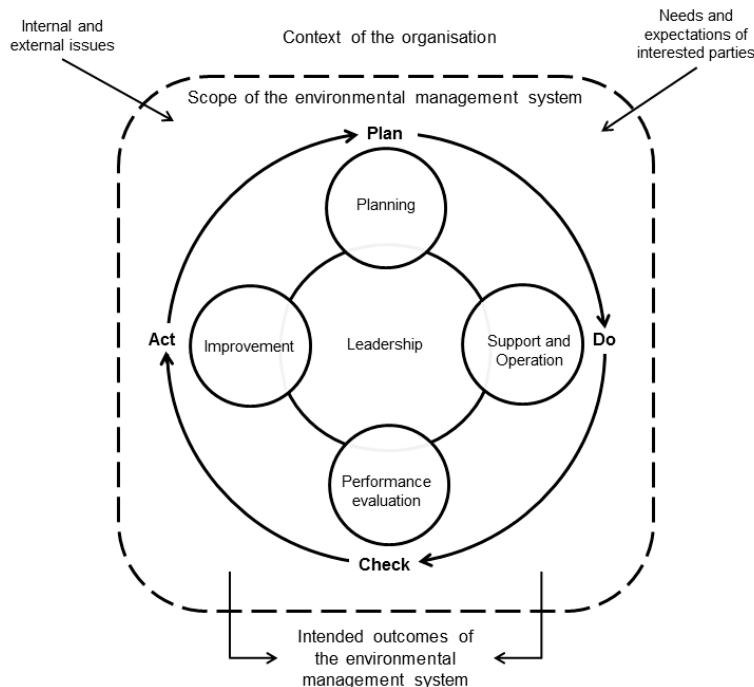 Internal and
external issues
Context of the organisation
Needs and
expectations of
interested parties
Scope of the environmental management system
Plan
Planning
Act
Improvement
Leadership
Support and
Operation
Do
Performance
evaluation
Check
Intended outcomes of
the environmental
management system